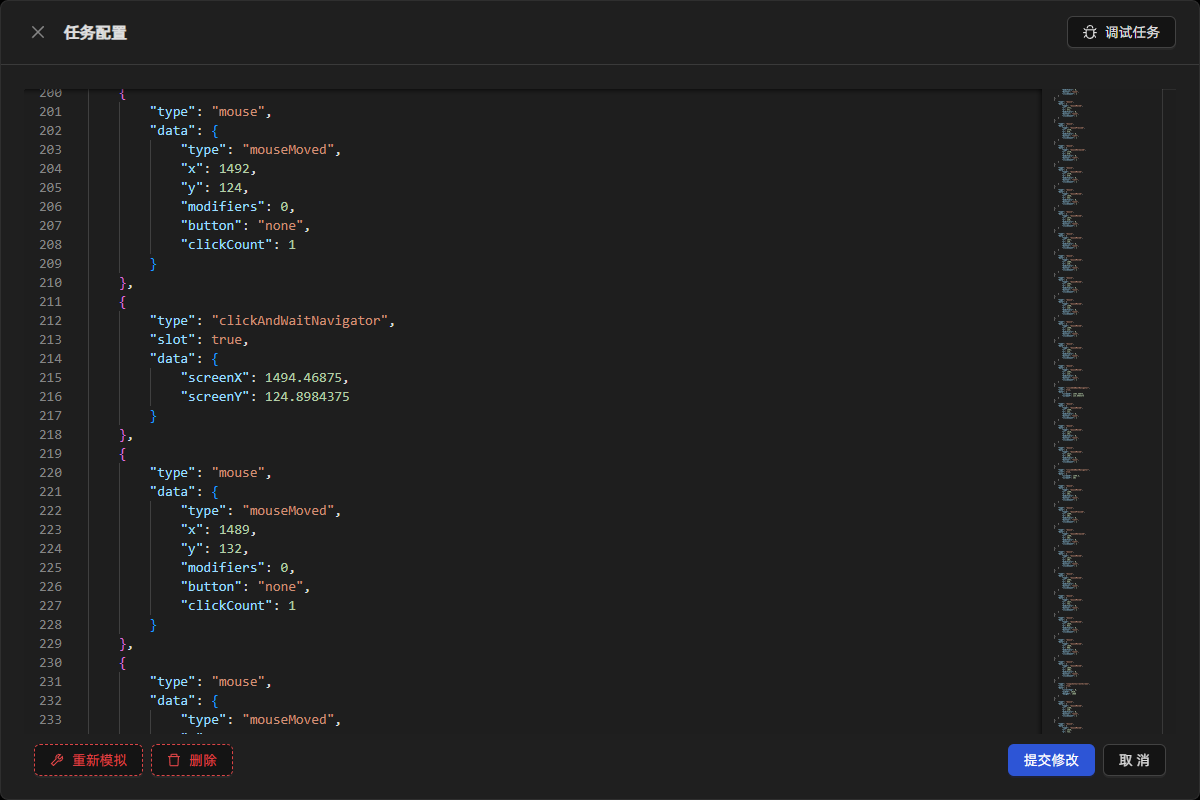 任务配置
调试任务
200 {
201 "type": "mouse",
202 "data": {
203 "type": "mouseMoved",
204 "x": 1492,
205 "y": 124,
206 "modifiers": 0,
207 "button": "none",
208 "clickCount": 1
209 }
210 },
211 {
212 "type": "clickAndWaitNavigator",
213 "slot": true,
214 "data": {
215 "screenX": 1494.46875,
216 "screenY": 124.8984375
217 }
218 },
219 {
220 "type": "mouse",
221 "data": {
222 "type": "mouseMoved",
223 "x": 1489,
224 "y": 132,
225 "modifiers": 0,
226 "button": "none",
227 "clickCount": 1
228 }
229 },
230 {
231 "type": "mouse",
232 "data": {
233 "type": "mouseMoved",
重新模拟
删除
提交修改
取 消